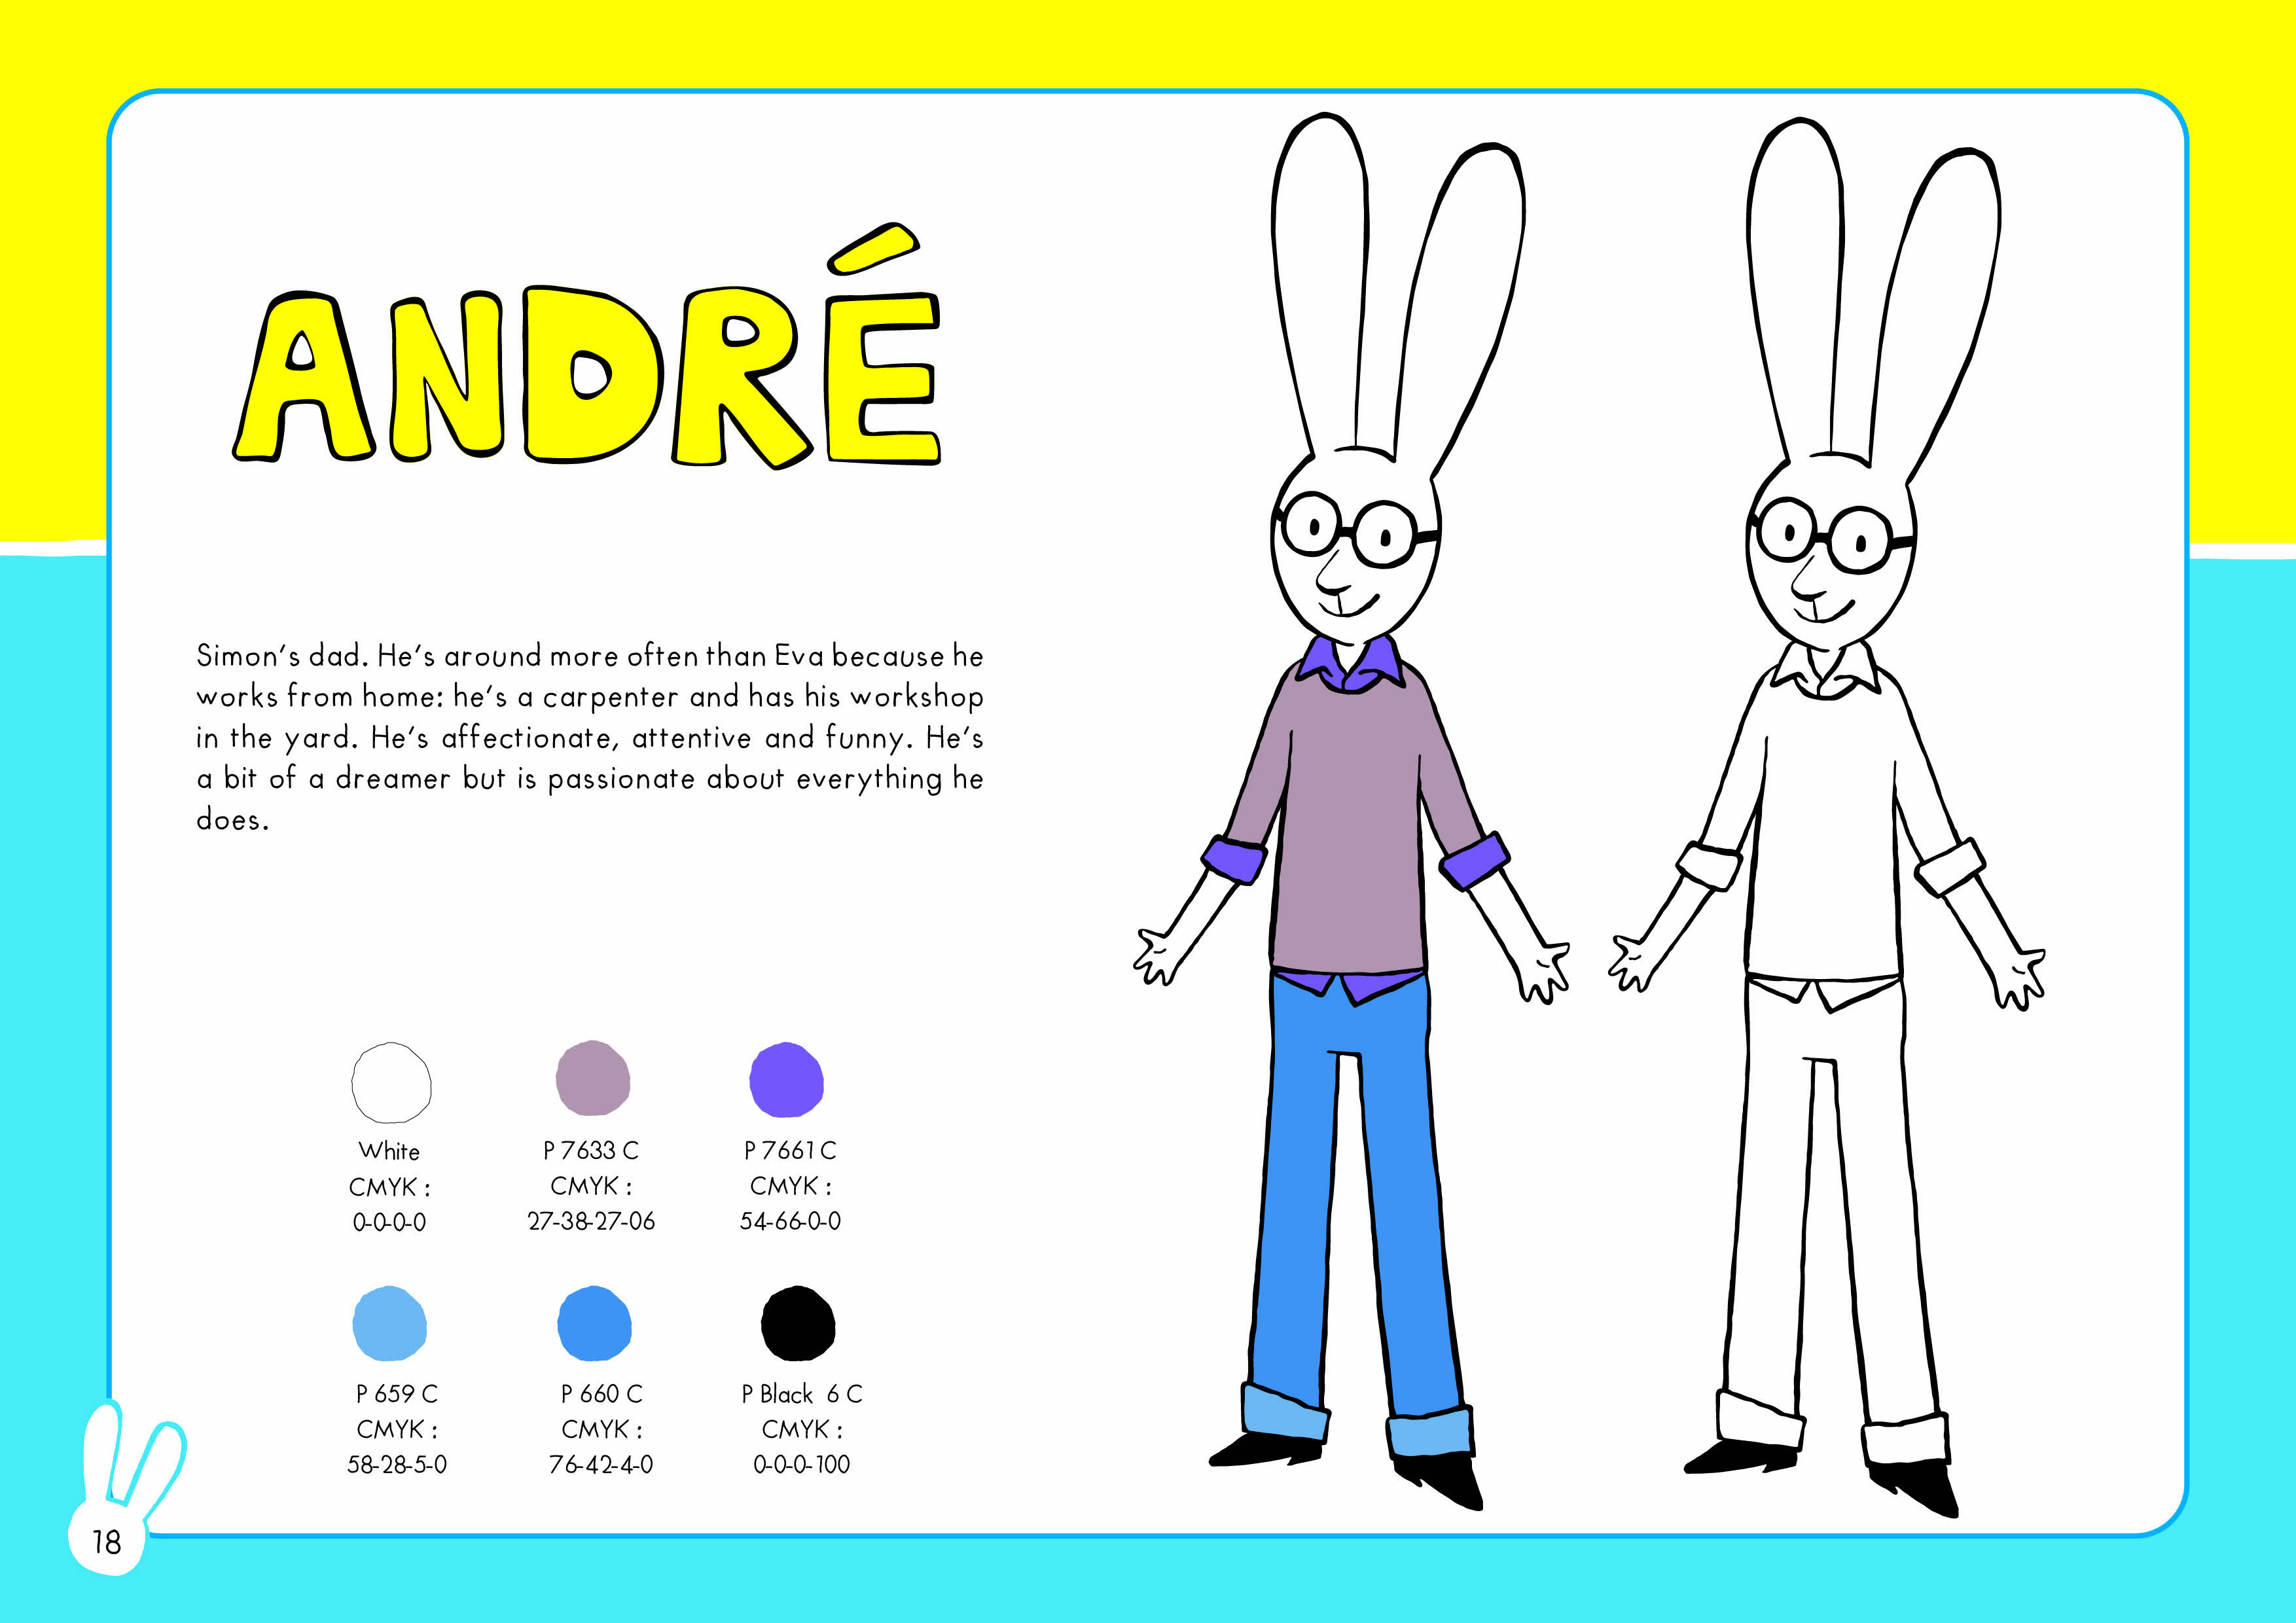 ANDRÉ
Simon's dad. He's around more often than Eva because he
works from home: he's a carpenter and has his workshop
in the yard. He's affectionate, attentive and funny. He's
a bit of a dreamer but is passionate about everything he
does.
White
CMYK :
0-0-0-0
P 7633 C
CMYK :
27-38-27-06
P 7661 C
CMYK :
54-66-0-0
P 659 C
CMYK :
58-28-5-0
P 660 C
CMYK :
76-42-4-0
P Black 6 C
CMYK :
0-0-0-100
18